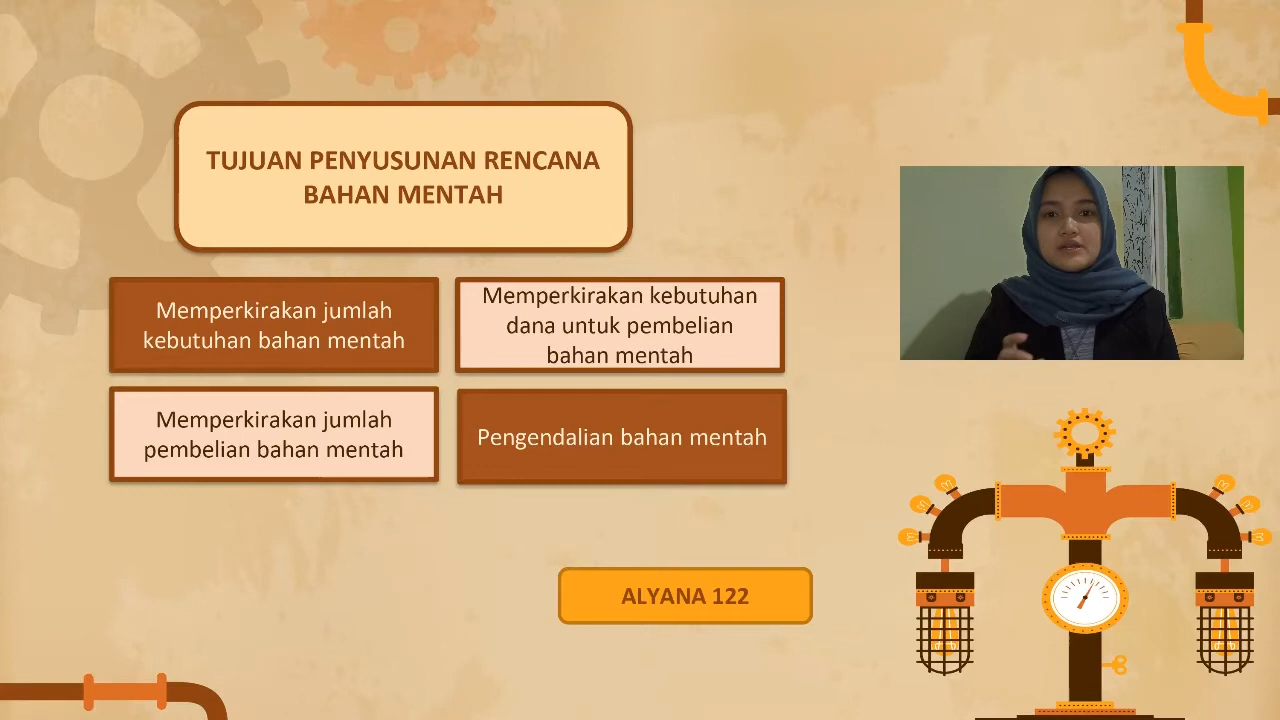 TUJUAN PENYUSUNAN RENCANA
BAHAN MENTAH
Memperkirakan jumlah
kebutuhan bahan mentah
Memperkirakan kebutuhan
dana untuk pembelian
bahan mentah
Memperkirakan jumlah
pembelian bahan mentah
Pengendalian bahan mentah
ALYANA 122